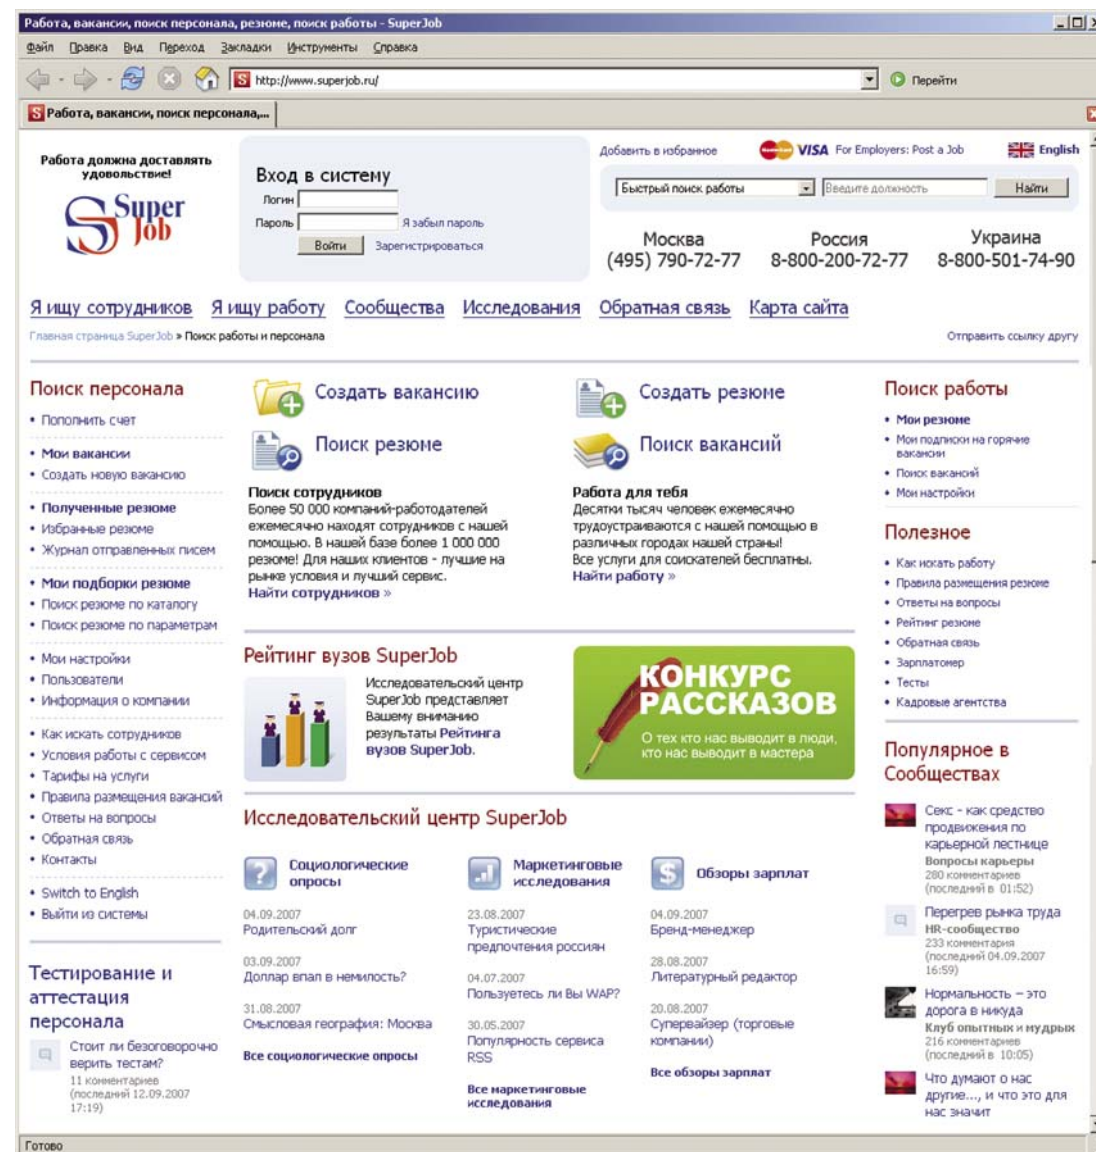 Работа, вакансии, поиск персонала, резюме, поиск работы - SuperJob
Файл Правка Вид Переход Закладки Инструменты Справка
http://www.superjob.ru/
Перейти
Работа, вакансии, поиск персонала,...
Работа должна доставлять
удовольствие!
Super
Job
Вход в систему
Логин
Пароль
Я забыл пароль
Войти
Зарегистрироваться
Добавить в избранное
VISA
For Employers: Post a Job
English
Быстрый поиск работы
Введите должность
Найти
Москва
(495) 790-72-77
Россия
8-800-200-72-77
Украина
8-800-501-74-90
Я ищу сотрудников Я ищу работу Сообщества Исследования Обратная связь Карта сайта
Главная страница SuperJob » Поиск работы и персонала
Отправить ссылку другу
Поиск персонала
• Пополнить счет
• Мои вакансии
• Создать новую вакансию
• Полученные резюме
• Избранные резюме
• Журнал отправленных писем
• Мои подборки резюме
• Поиск резюме по каталогу
• Поиск резюме по параметрам
• Мои настройки
• Пользователи
• Информация о компании
• Как искать сотрудников
• Условия работы с сервисом
• Тарифы на услуги
• Правила размещения вакансий
• Ответы на вопросы
• Обратная связь
• Контакты
• Switch to English
• Выйти из системы
Тестирование и
аттестация
персонала
Стоит ли безоговорочно
верить тестам?
11 комментариев
(последний 12.09.2007
17:19)
Создать вакансию
Поиск резюме
Поиск сотрудников
Более 50 000 компаний-работодателей
ежемесячно находят сотрудников с нашей
помощью. В нашей базе более 1 000 000
резюме! Для наших клиентов - лучшие на
рынке условия и лучший сервис.
Найти сотрудников »
Создать резюме
Поиск вакансий
Работа для тебя
Десятки тысяч человек ежемесячно
трудоустраиваются с нашей помощью в
различных городах нашей страны!
Все услуги для соискателей бесплатны.
Найти работу »
Рейтинг вузов SuperJob
Исследовательский центр
SuperJob представляет
Вашему вниманию
результаты Рейтинга
вузов SuperJob.
КОНКУРС
РАССКАЗОВ
О тех кто нас выводит в люди,
кто нас выводит в мастера
Исследовательский центр SuperJob
Социологические
опросы
04.09.2007
Родительский долг
03.09.2007
Доллар впал в немилость?
31.08.2007
Смысловая география: Москва
Все социологические опросы
Маркетинговые
исследования
23.08.2007
Туристические
предпочтения россиян
04.07.2007
Пользуетесь ли Вы WAP?
30.05.2007
Популярность сервиса
RSS
Все маркетинговые
исследования
Обзоры зарплат
04.09.2007
Бренд-менеджер
28.08.2007
Литературный редактор
20.08.2007
Супервайзер (торговые
компании)
Все обзоры зарплат
Поиск работы
• Мои резюме
• Мои подписки на горячие
вакансии
• Поиск вакансий
• Мои настройки
Полезное
• Как искать работу
• Правила размещения резюме
• Ответы на вопросы
• Рейтинг резюме
• Обратная связь
• Зарплатомер
• Тесты
• Кадровые агентства
Популярное в
Сообществах
Секс - как средство
продвижения по
карьерной лестнице
Вопросы карьеры
280 комментариев
(последний в 01:52)
Перегрев рынка труда
HR-сообщество
233 комментария
(последний 04.09.2007
16:59)
Нормальность – это
дорога в никуда
Клуб опытных и мудрых
216 комментариев
(последний в 10:05)
Что думают о нас
другие..., и что это для
нас значит
Готово